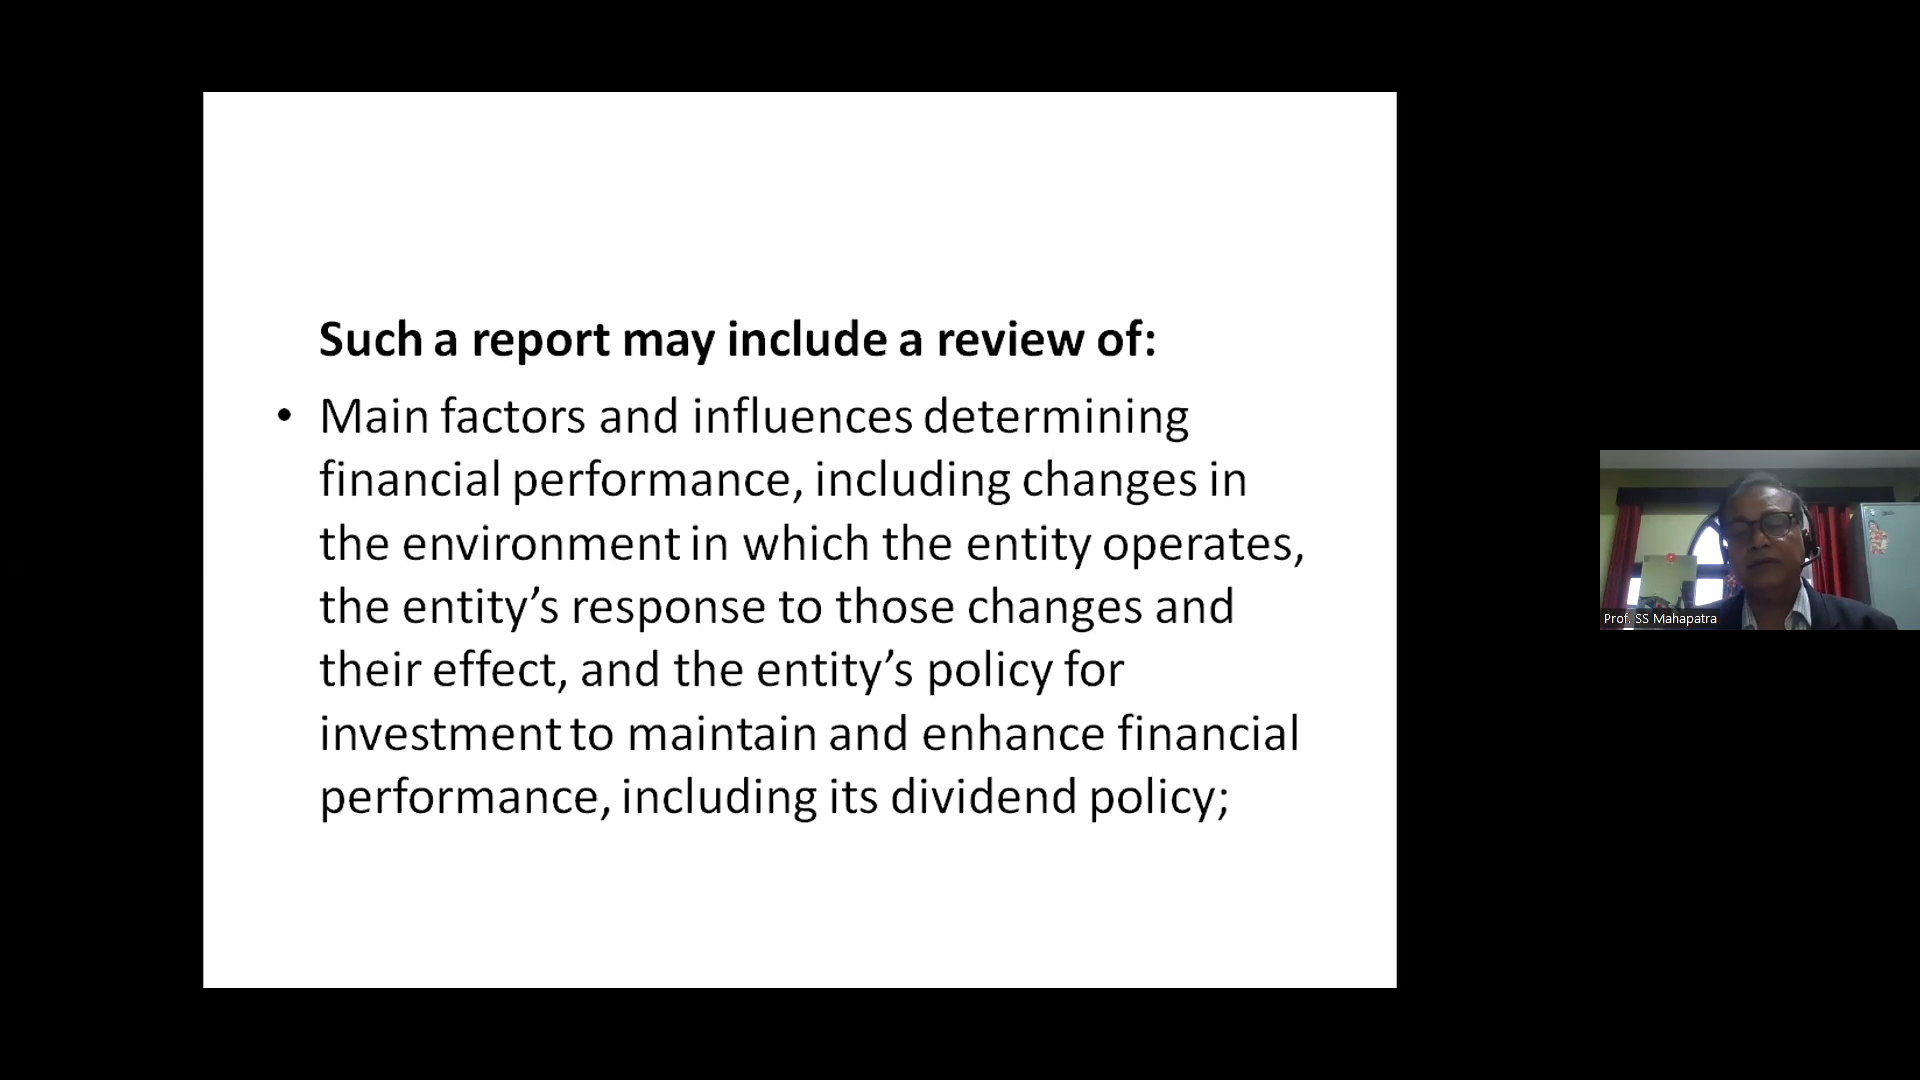 Such a report may include a review of:
• Main factors and influences determining
financial performance, including changes in
the environment in which the entity operates,
the entity’s response to those changes and
their effect, and the entity’s policy for
investment to maintain and enhance financial
performance, including its dividend policy;
Prof. SS Mahapatra